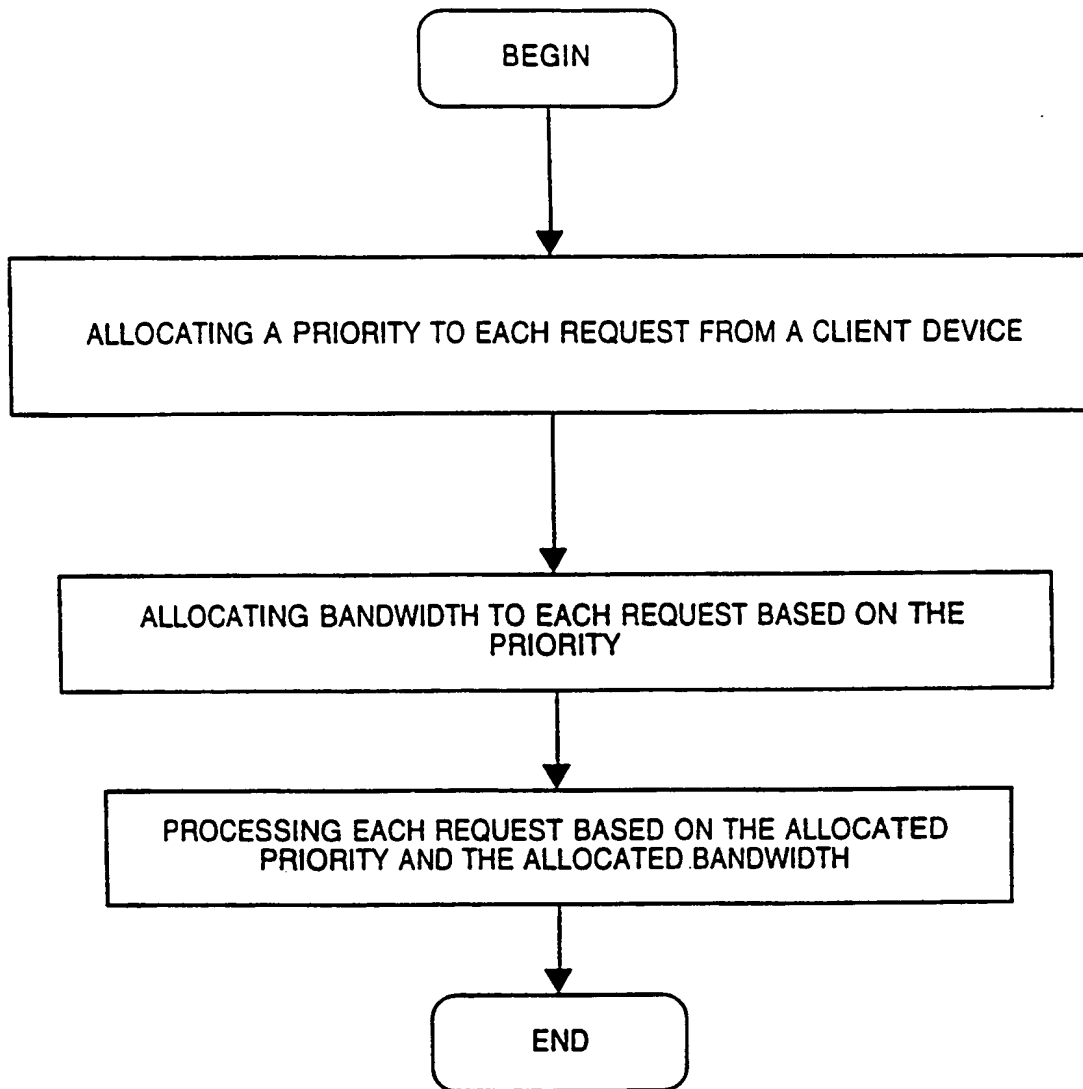 BEGIN
ALLOCATING A PRIORITY TO EACH REQUEST FROM A CLIENT DEVICE
ALLOCATING BANDWIDTH TO EACH REQUEST BASED ON THE
PRIORITY
PROCESSING EACH REQUEST BASED ON THE ALLOCATED
PRIORITY AND THE ALLOCATED BANDWIDTH
END